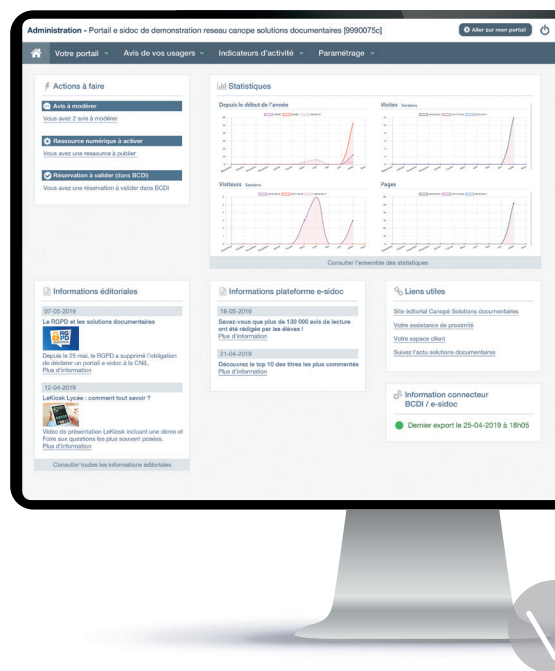 Administration - Portail e sidoc de demonstration reseau canope solutions documentaires [9990075c]
Aller sur mon portail
Votre portail
Avis de vos usagers
Indicateurs d'activité
Paramétrage
Actions à faire
Avis à modérer
Vous avez 2 avis à modérer
Ressource numérique à activer
Vous avez une ressource à publier
Réservation à valider (dans BCDI)
Vous avez une réservation à valider dans BCDI
Statistiques
Depuis le début de l'année
Visites Sessions
Visiteurs Sessions
Pages
Consulter l'ensemble des statistiques
Informations éditoriales
07-05-2019
Le RGPD et les solutions documentaires
RG
PD
Depuis le 25 mai, le RGPD a supprimé l'obligation
de déclarer un portail e-sidoc à la CNIL.
Plus d'information
12-04-2019
LeKiosk Lycée : comment tout savoir ?
Vidéo de présentation LeKiosk incluant une démo et
Foire aux questions les plus souvent posées.
Plus d'information
Consulter toutes les informations éditoriales
Informations plateforme e-sidoc
16-05-2019
Savez-vous que plus de 130 000 avis de lecture
ont été rédigés par les élèves !
Plus d'information
21-04-2019
Découvrez le top 10 des titres les plus commentés
Plus d'information
Liens utiles
Site éditorial Canopé Solutions documentaires
Votre assistance de proximité
Votre espace client
Suivez l'actu solutions documentaires
Information connecteur
BCDI / e-sidoc
Dernier export le 25-04-2019 à 18h05